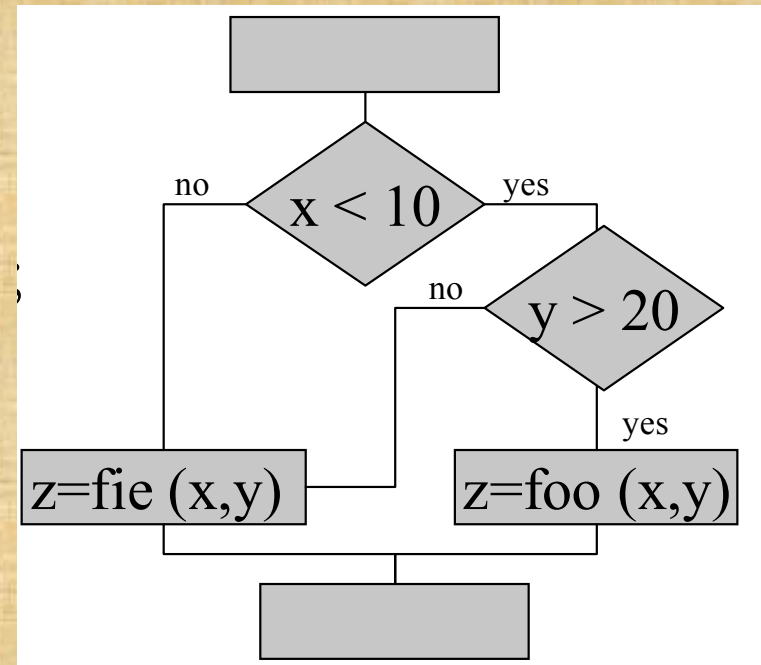 no
x < 10
yes
;
no
y > 20
yes
z=fie (x,y)
z=foo (x,y)